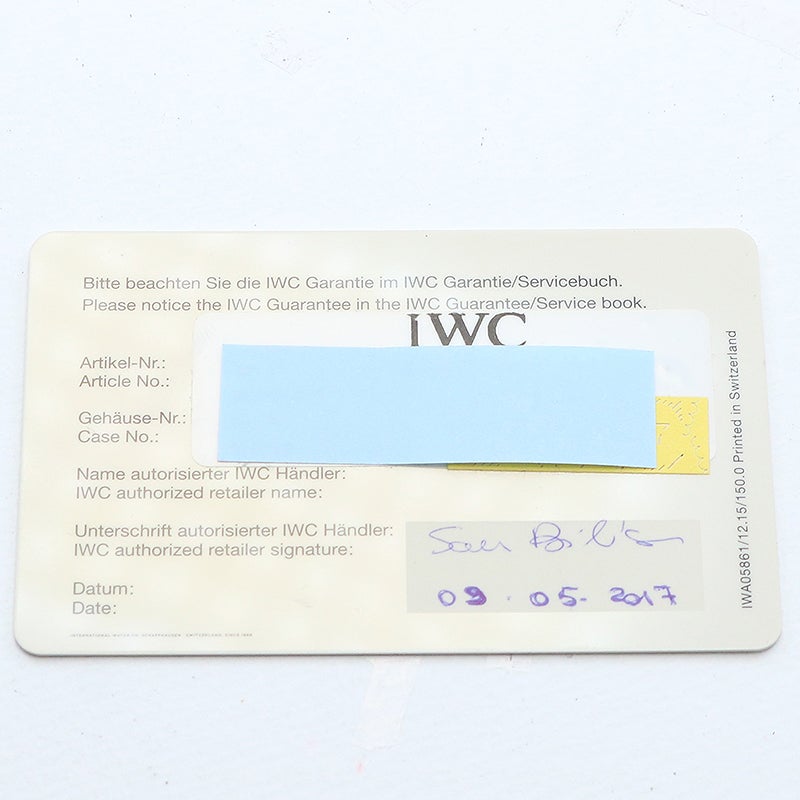 Bitte beachten Sie die IWC Garantie im IWC Garantie/Servicebuch.
Please notice the IWC Guarantee in the IWC Guarantee/Service book.
IWC
Artikel-Nr.:
Article No.:
Gehäuse-Nr.:
Case No.:
Name autorisierter IWC Händler:
IWC authorized retailer name:
Unterschrift autorisierter IWC Händler:
IWC authorized retailer signature:
Datum:
Date:
09.05.2017
INTERNATIONAL WATCH CO. SCHAFFHAUSEN, SWITZERLAND, SINCE 1868
IWA05861/12.15/150.0 Printed in Switzerland